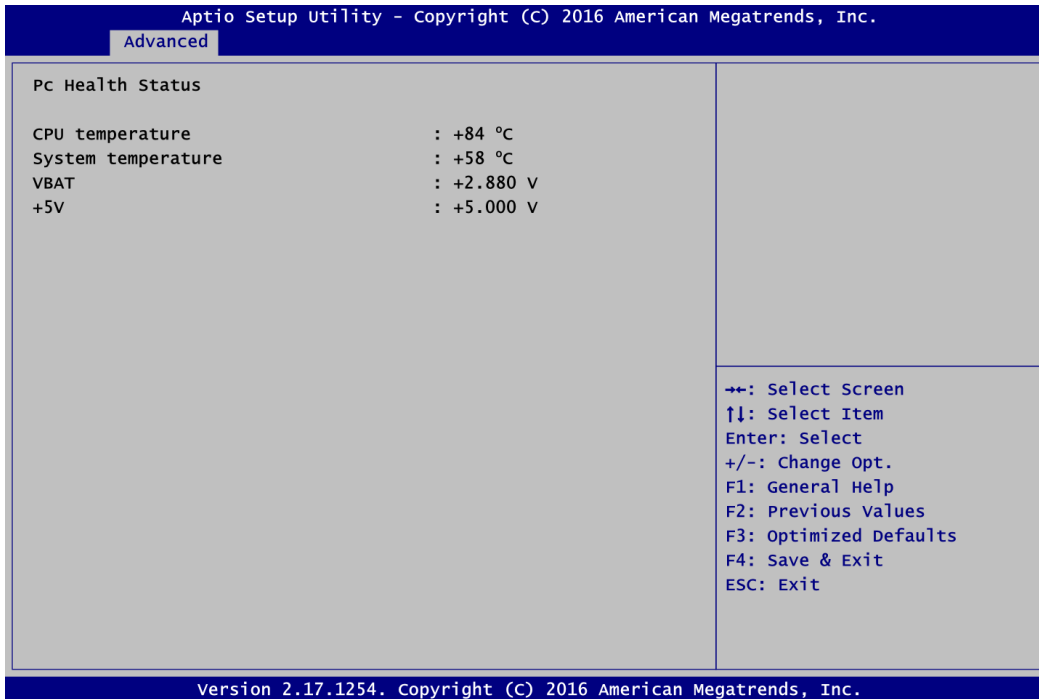 Aptio Setup Utility - Copyright (C) 2016 American Megatrends, Inc.
Advanced
Pc Health Status
CPU temperature : +84 ºC
System temperature : +58 ºC
VBAT : +2.880 V
+5V : +5.000 V
→←: Select Screen
↑↓: Select Item
Enter: Select
+/-: Change Opt.
F1: General Help
F2: Previous Values
F3: Optimized Defaults
F4: Save & Exit
ESC: Exit
Version 2.17.1254. Copyright (C) 2016 American Megatrends, Inc.